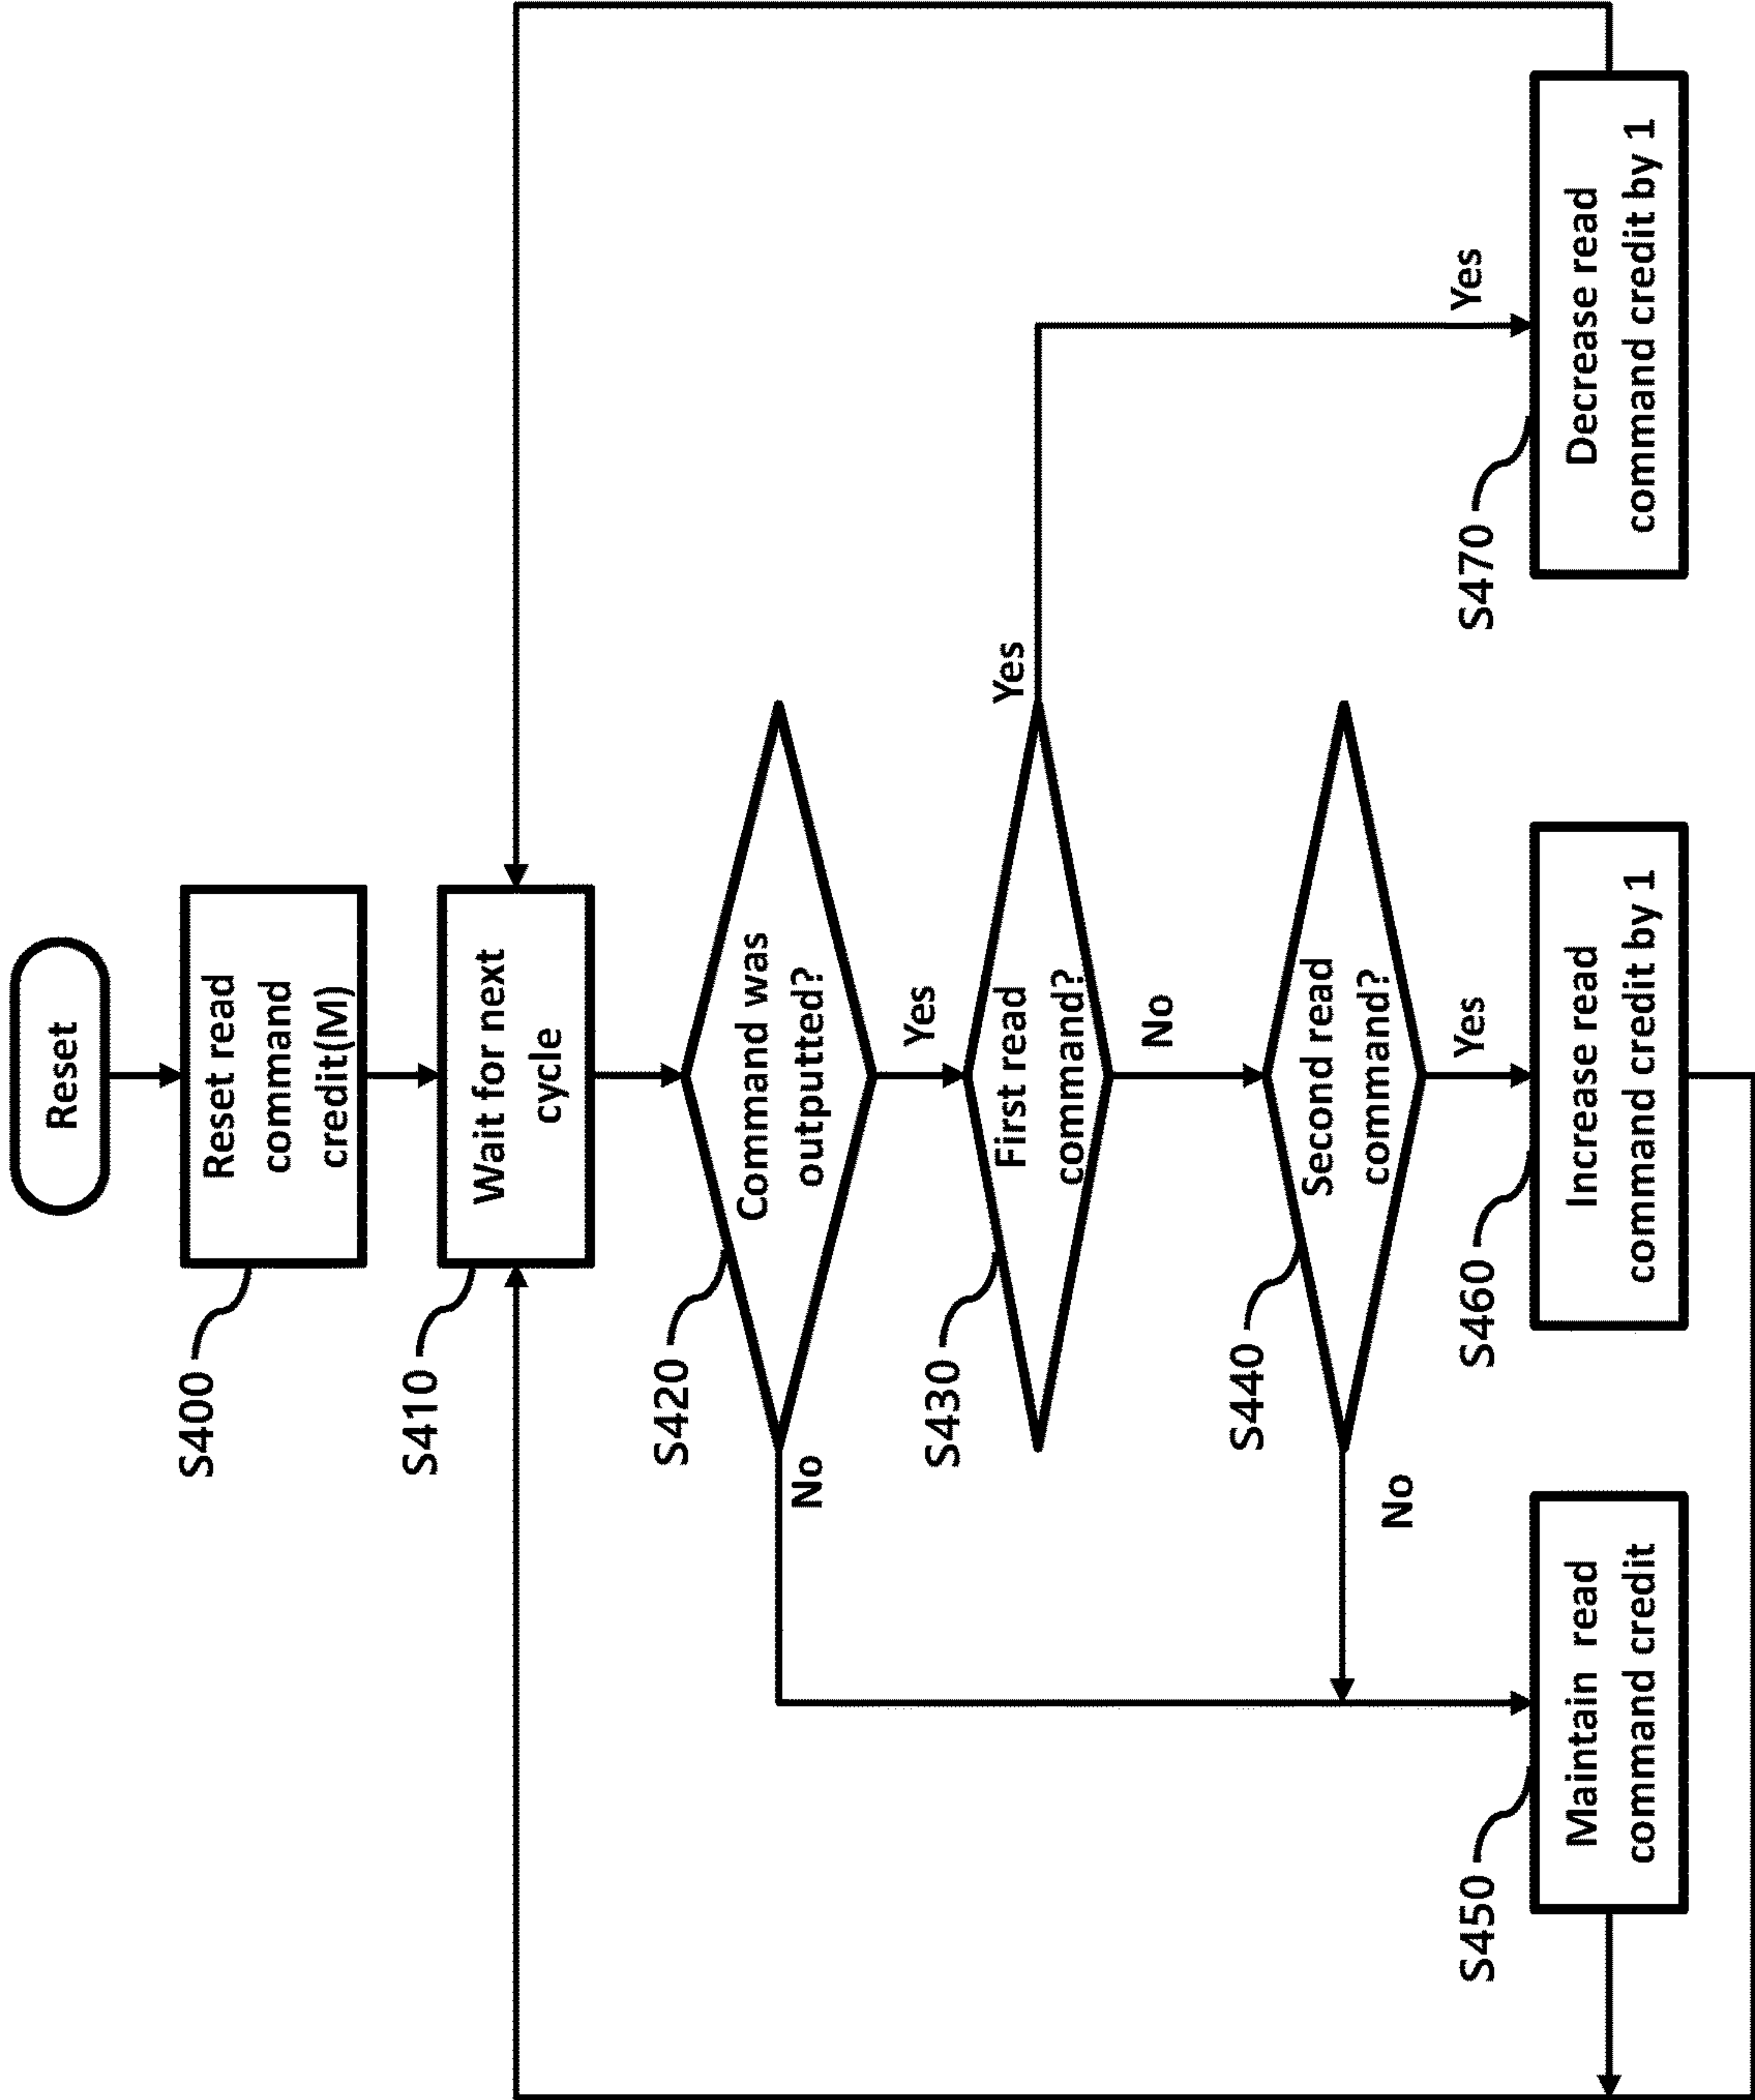 Reset
S400
Reset read
command
credit(M)
S410
Wait for next
cycle
S420
Command was
outputted?
No
Yes
S430
First read
command?
Yes
No
S440
Second read
command?
No
Yes
Yes
S450
Maintain read
command credit
S460
Increase read
command credit by 1
S470
Decrease read
command credit by 1